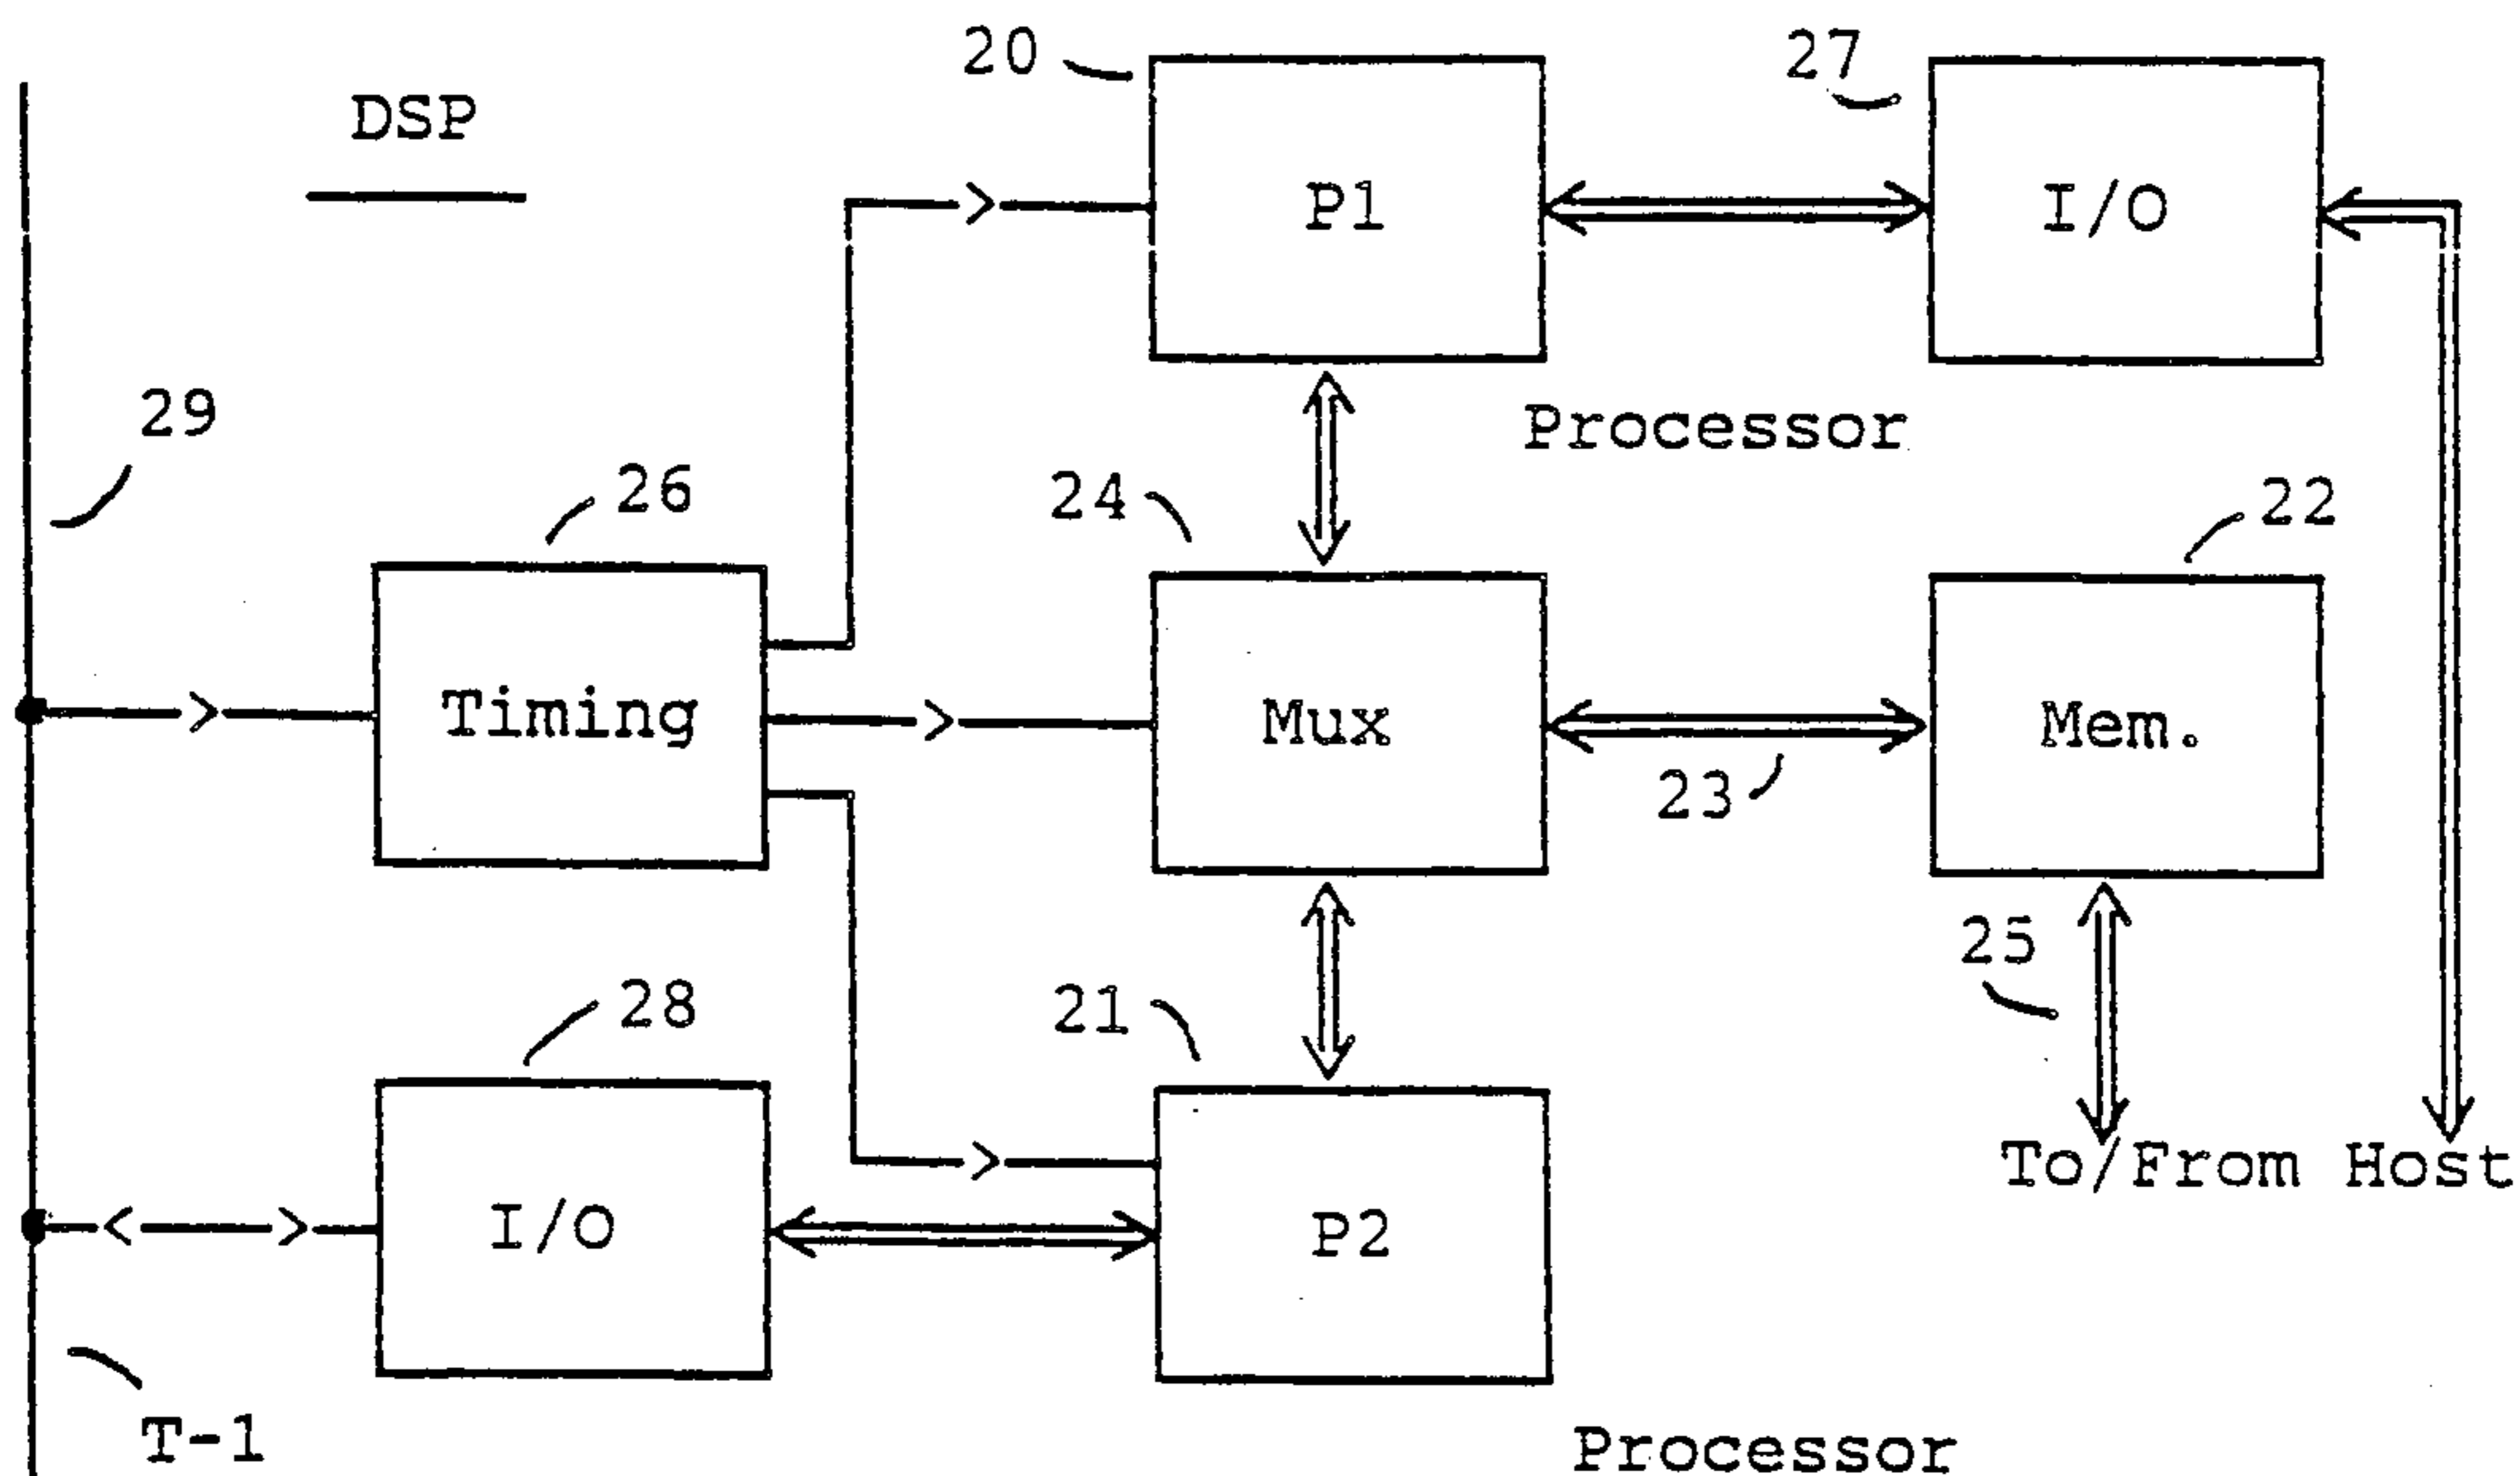 20
27
DSP
P1
I/O
29
Processor
26
24
22
Timing
Mux
Mem.
23
25
28
21
To/From Host
I/O
P2
T-1
Processor